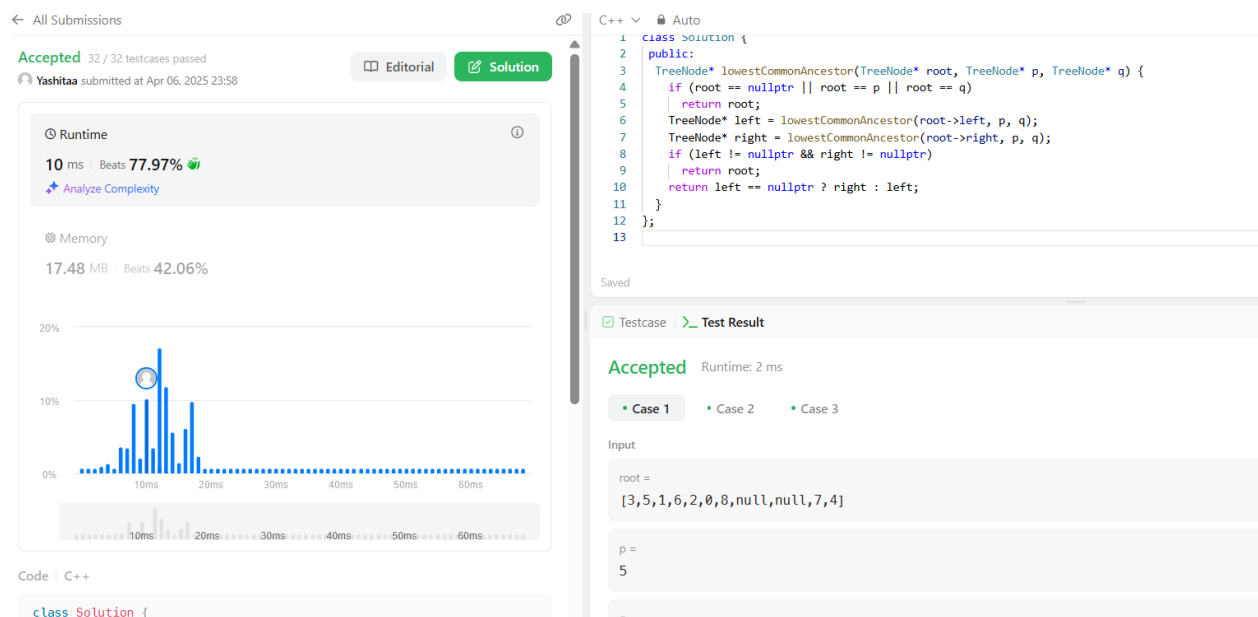 ← All Submissions
Accepted 32 / 32 testcases passed
Editorial
Solution
Yashitaa submitted at Apr 06, 2025 23:58
Runtime
10 ms | Beats 77.97%
Analyze Complexity
Memory
17.48 MB | Beats 42.06%
20%
10%
0%
10ms 20ms 30ms 40ms 50ms 60ms
10ms 20ms 30ms 40ms 50ms 60ms
Code | C++
class Solution {
C++ Auto
1 class Solution {
2 public:
3 TreeNode* lowestCommonAncestor(TreeNode* root, TreeNode* p, TreeNode* q) {
4 if (root == nullptr || root == p || root == q)
5 return root;
6 TreeNode* left = lowestCommonAncestor(root->left, p, q);
7 TreeNode* right = lowestCommonAncestor(root->right, p, q);
8 if (left != nullptr && right != nullptr)
9 return root;
10 return left == nullptr ? right : left;
11 }
12 };
13
Saved
Testcase | >_ Test Result
Accepted Runtime: 2 ms
• Case 1 • Case 2 • Case 3
Input
root =
[3,5,1,6,2,0,8,null,null,7,4]
p =
5